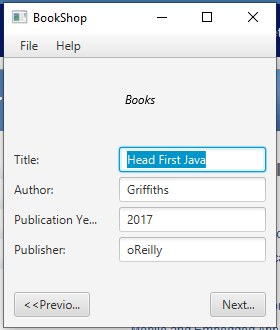 BookShop
File Help
Books
Title: Head First Java
Author: Griffiths
Publication Ye... 2017
Publisher: oReilly
<<Previo... Next...